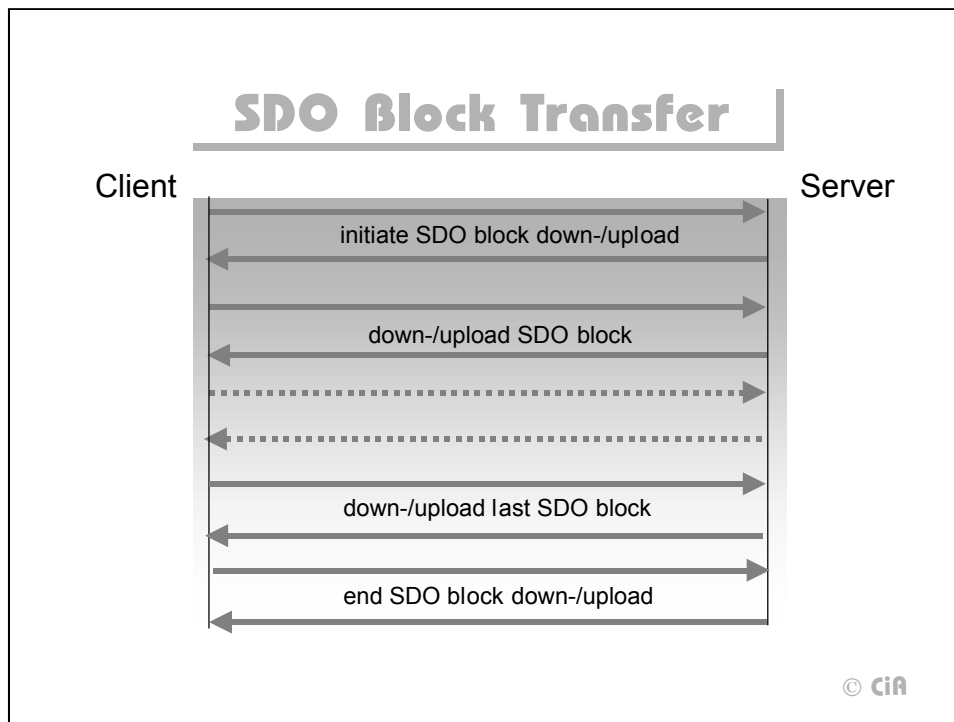 SDO Block Transfer
Client
Server
initiate SDO block down-/upload
down-/upload SDO block
down-/upload last SDO block
end SDO block down-/upload
© CiA